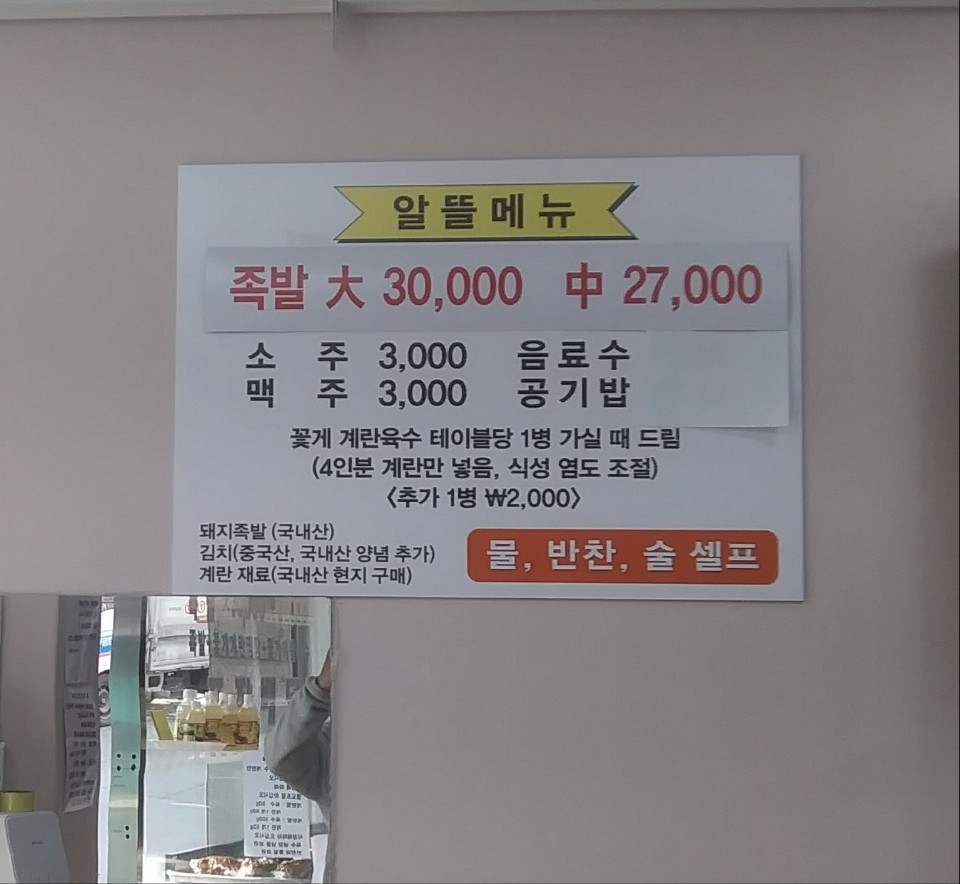 알뜰메뉴
족발 大 30,000 中 27,000
소 주 3,000 음료수
맥 주 3,000 공기밥
꽃게 계란육수 테이블당 1병 가실 때 드림
(4인분 계란만 넣음, 식성 염도 조절)
〈추가 1병 ₩2,000〉
돼지족발 (국내산)
김치(중국산, 국내산 양념 추가)
계란 재료(국내산 현지 구매)
물, 반찬, 술 셀프